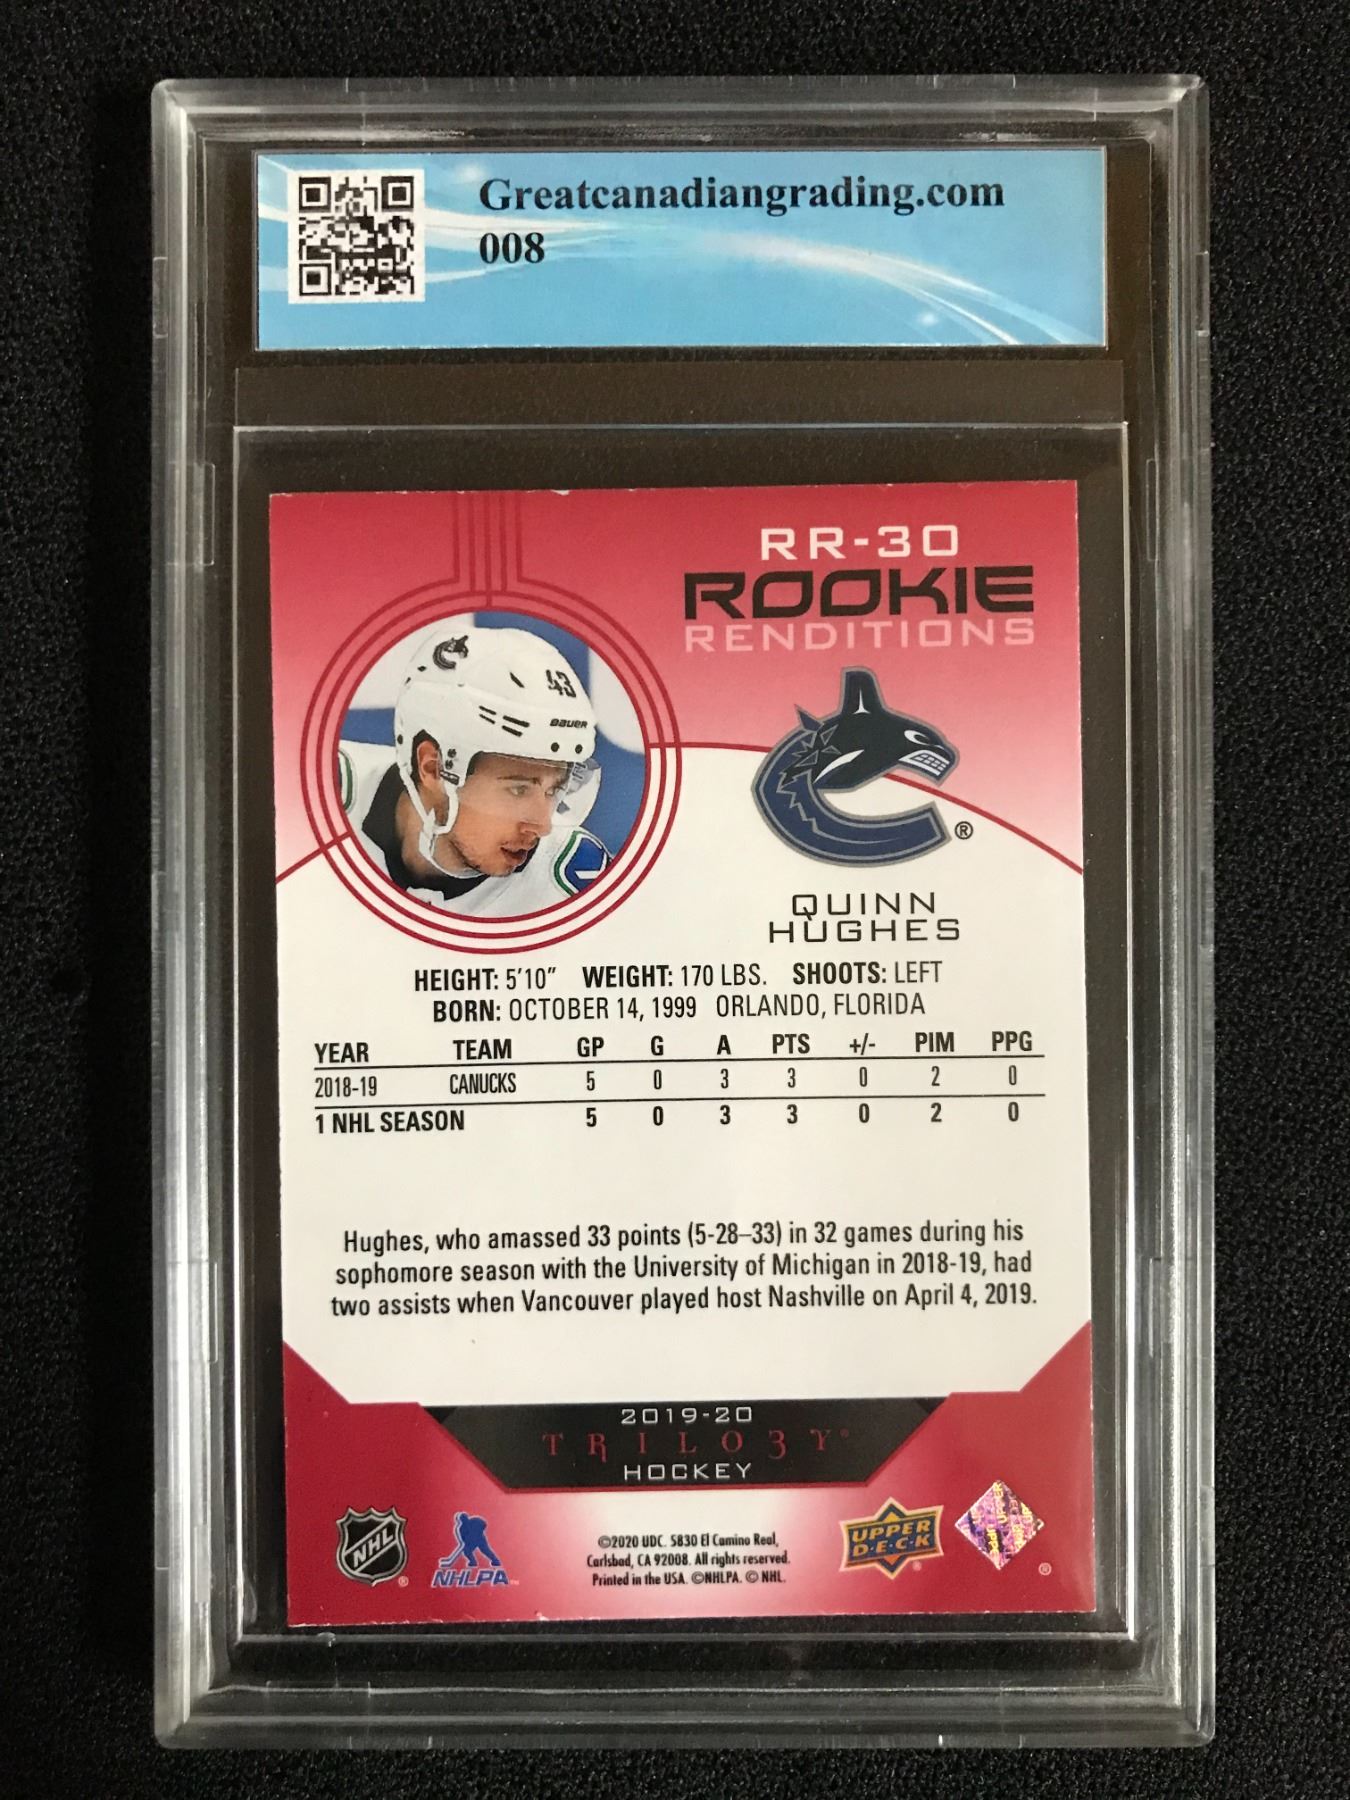 Greatcanadiangrading.com
008
RR-30
ROOKIE
RENDITIONS
43
BAUER
®
QUINN
HUGHES
HEIGHT: 5'10" WEIGHT: 170 LBS. SHOOTS: LEFT
BORN: OCTOBER 14, 1999 ORLANDO, FLORIDA
YEAR TEAM GP G A PTS +/- PIM PPG
2018-19 CANUCKS 5 0 3 3 0 2 0
1 NHL SEASON 5 0 3 3 0 2 0
Hughes, who amassed 33 points (5-28–33) in 32 games during his
sophomore season with the University of Michigan in 2018-19, had
two assists when Vancouver played host Nashville on April 4, 2019.
2019-20
TRILO3Y®
HOCKEY
NHL ®
NHLPA™
©2020 UDC. 5830 El Camino Real,
Carlsbad, CA 92008. All rights reserved.
Printed in the USA. ©NHLPA. © NHL.
UPPER
D·E·C·K ®
®